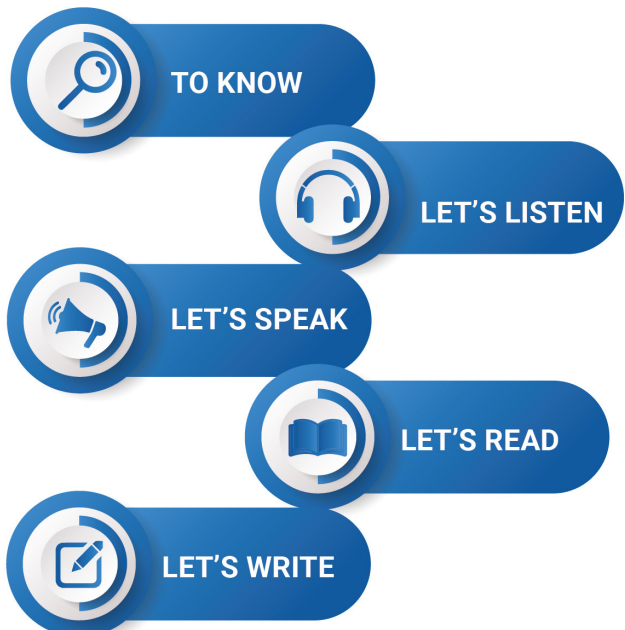 TO KNOW
LET’S LISTEN
LET’S SPEAK
LET’S READ
LET’S WRITE